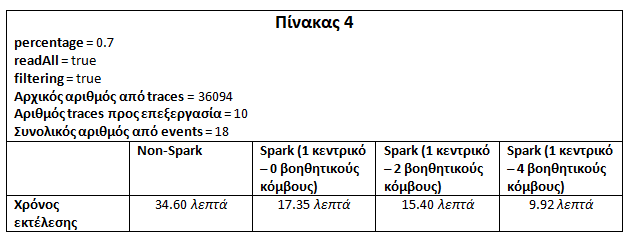 Πίνακας 4
percentage = 0.7
readAll = true
filtering = true
Αρχικός αριθμός από traces = 36094
Αριθμός traces προς επεξεργασία = 10
Συνολικός αριθμός από events = 18
Non-Spark
Spark (1 κεντρικό
– 0 βοηθητικούς
κόμβους)
Spark (1 κεντρικό
– 2 βοηθητικούς
κόμβους)
Spark (1 κεντρικό
– 4 βοηθητικούς
κόμβους)
Χρόνος
εκτέλεσης
34.60 λεπτά
17.35 λεπτά
15.40 λεπτά
9.92 λεπτά